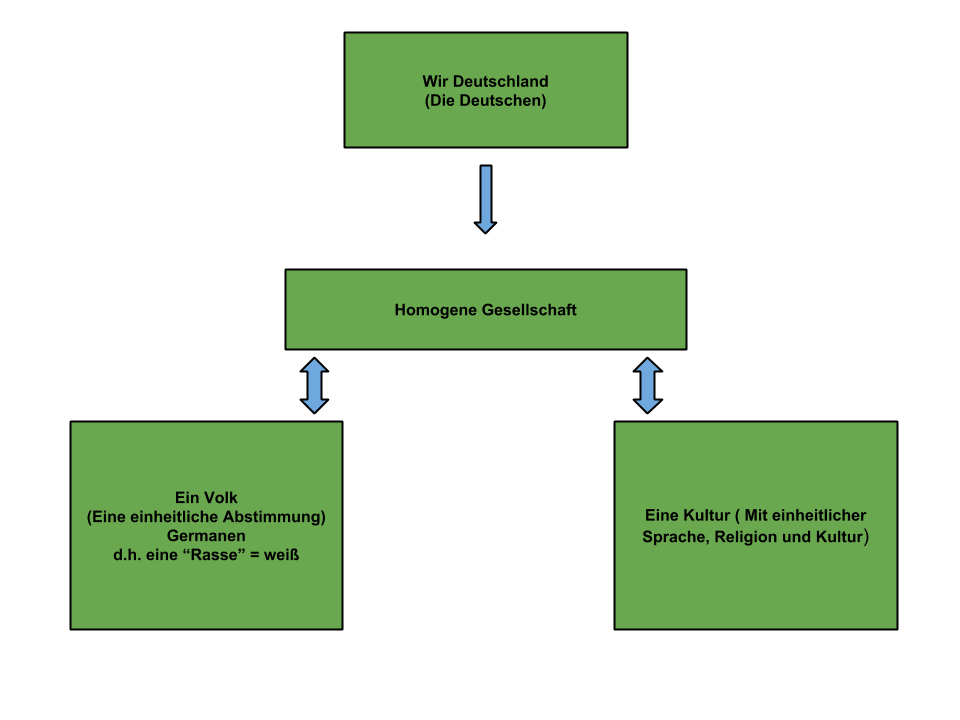 Wir Deutschland
(Die Deutschen)
Homogene Gesellschaft
Ein Volk
(Eine einheitliche Abstimmung)
Germanen
d.h. eine “Rasse” = weiß
Eine Kultur ( Mit einheitlicher
Sprache, Religion und Kultur)